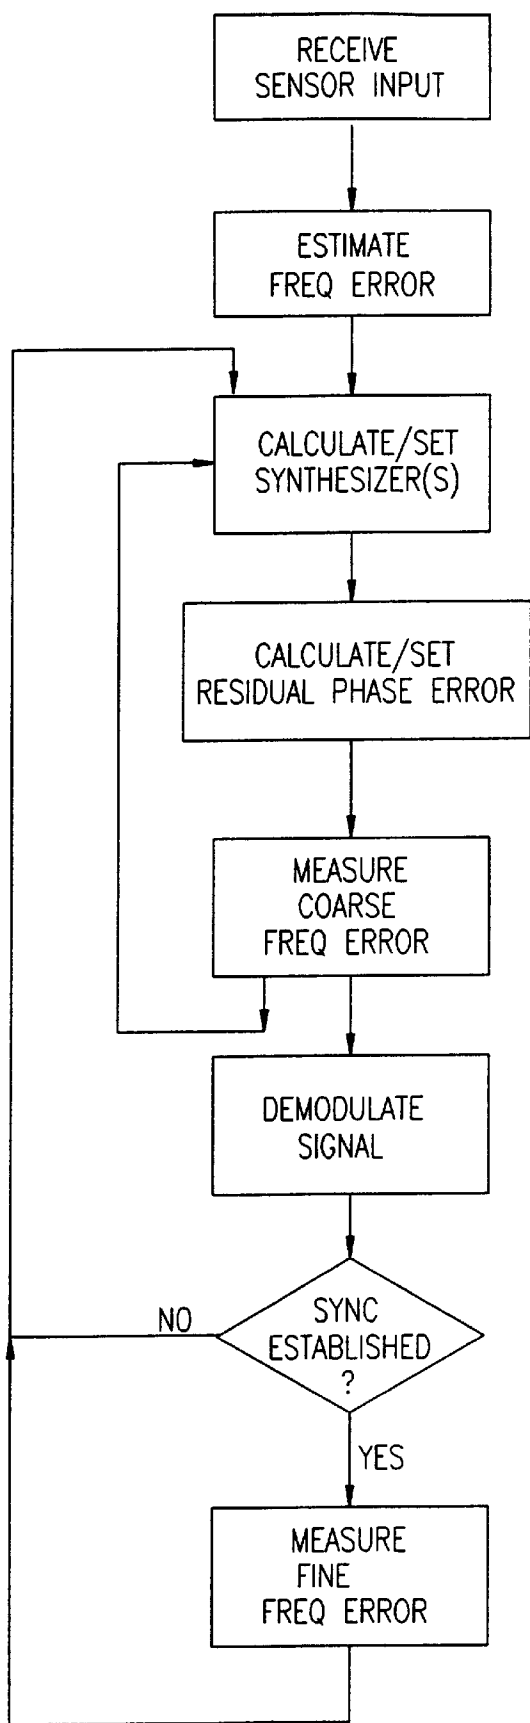 RECEIVE
SENSOR INPUT
ESTIMATE
FREQ ERROR
CALCULATE/SET
SYNTHESIZER(S)
CALCULATE/SET
RESIDUAL PHASE ERROR
MEASURE
COARSE
FREQ ERROR
DEMODULATE
SIGNAL
NO
SYNC
ESTABLISHED
?
YES
MEASURE
FINE
FREQ ERROR